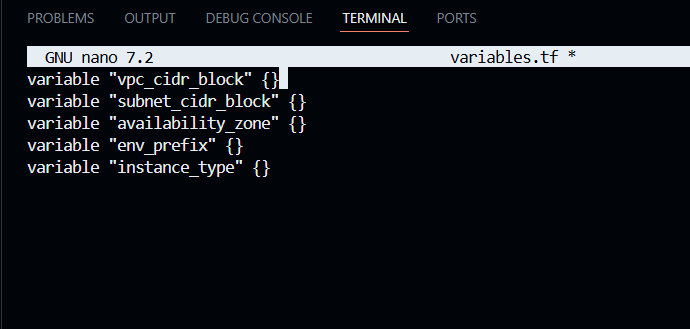 PROBLEMS OUTPUT DEBUG CONSOLE TERMINAL PORTS
GNU nano 7.2 variables.tf *
variable "vpc_cidr_block" {}
variable "subnet_cidr_block" {}
variable "availability_zone" {}
variable "env_prefix" {}
variable "instance_type" {}